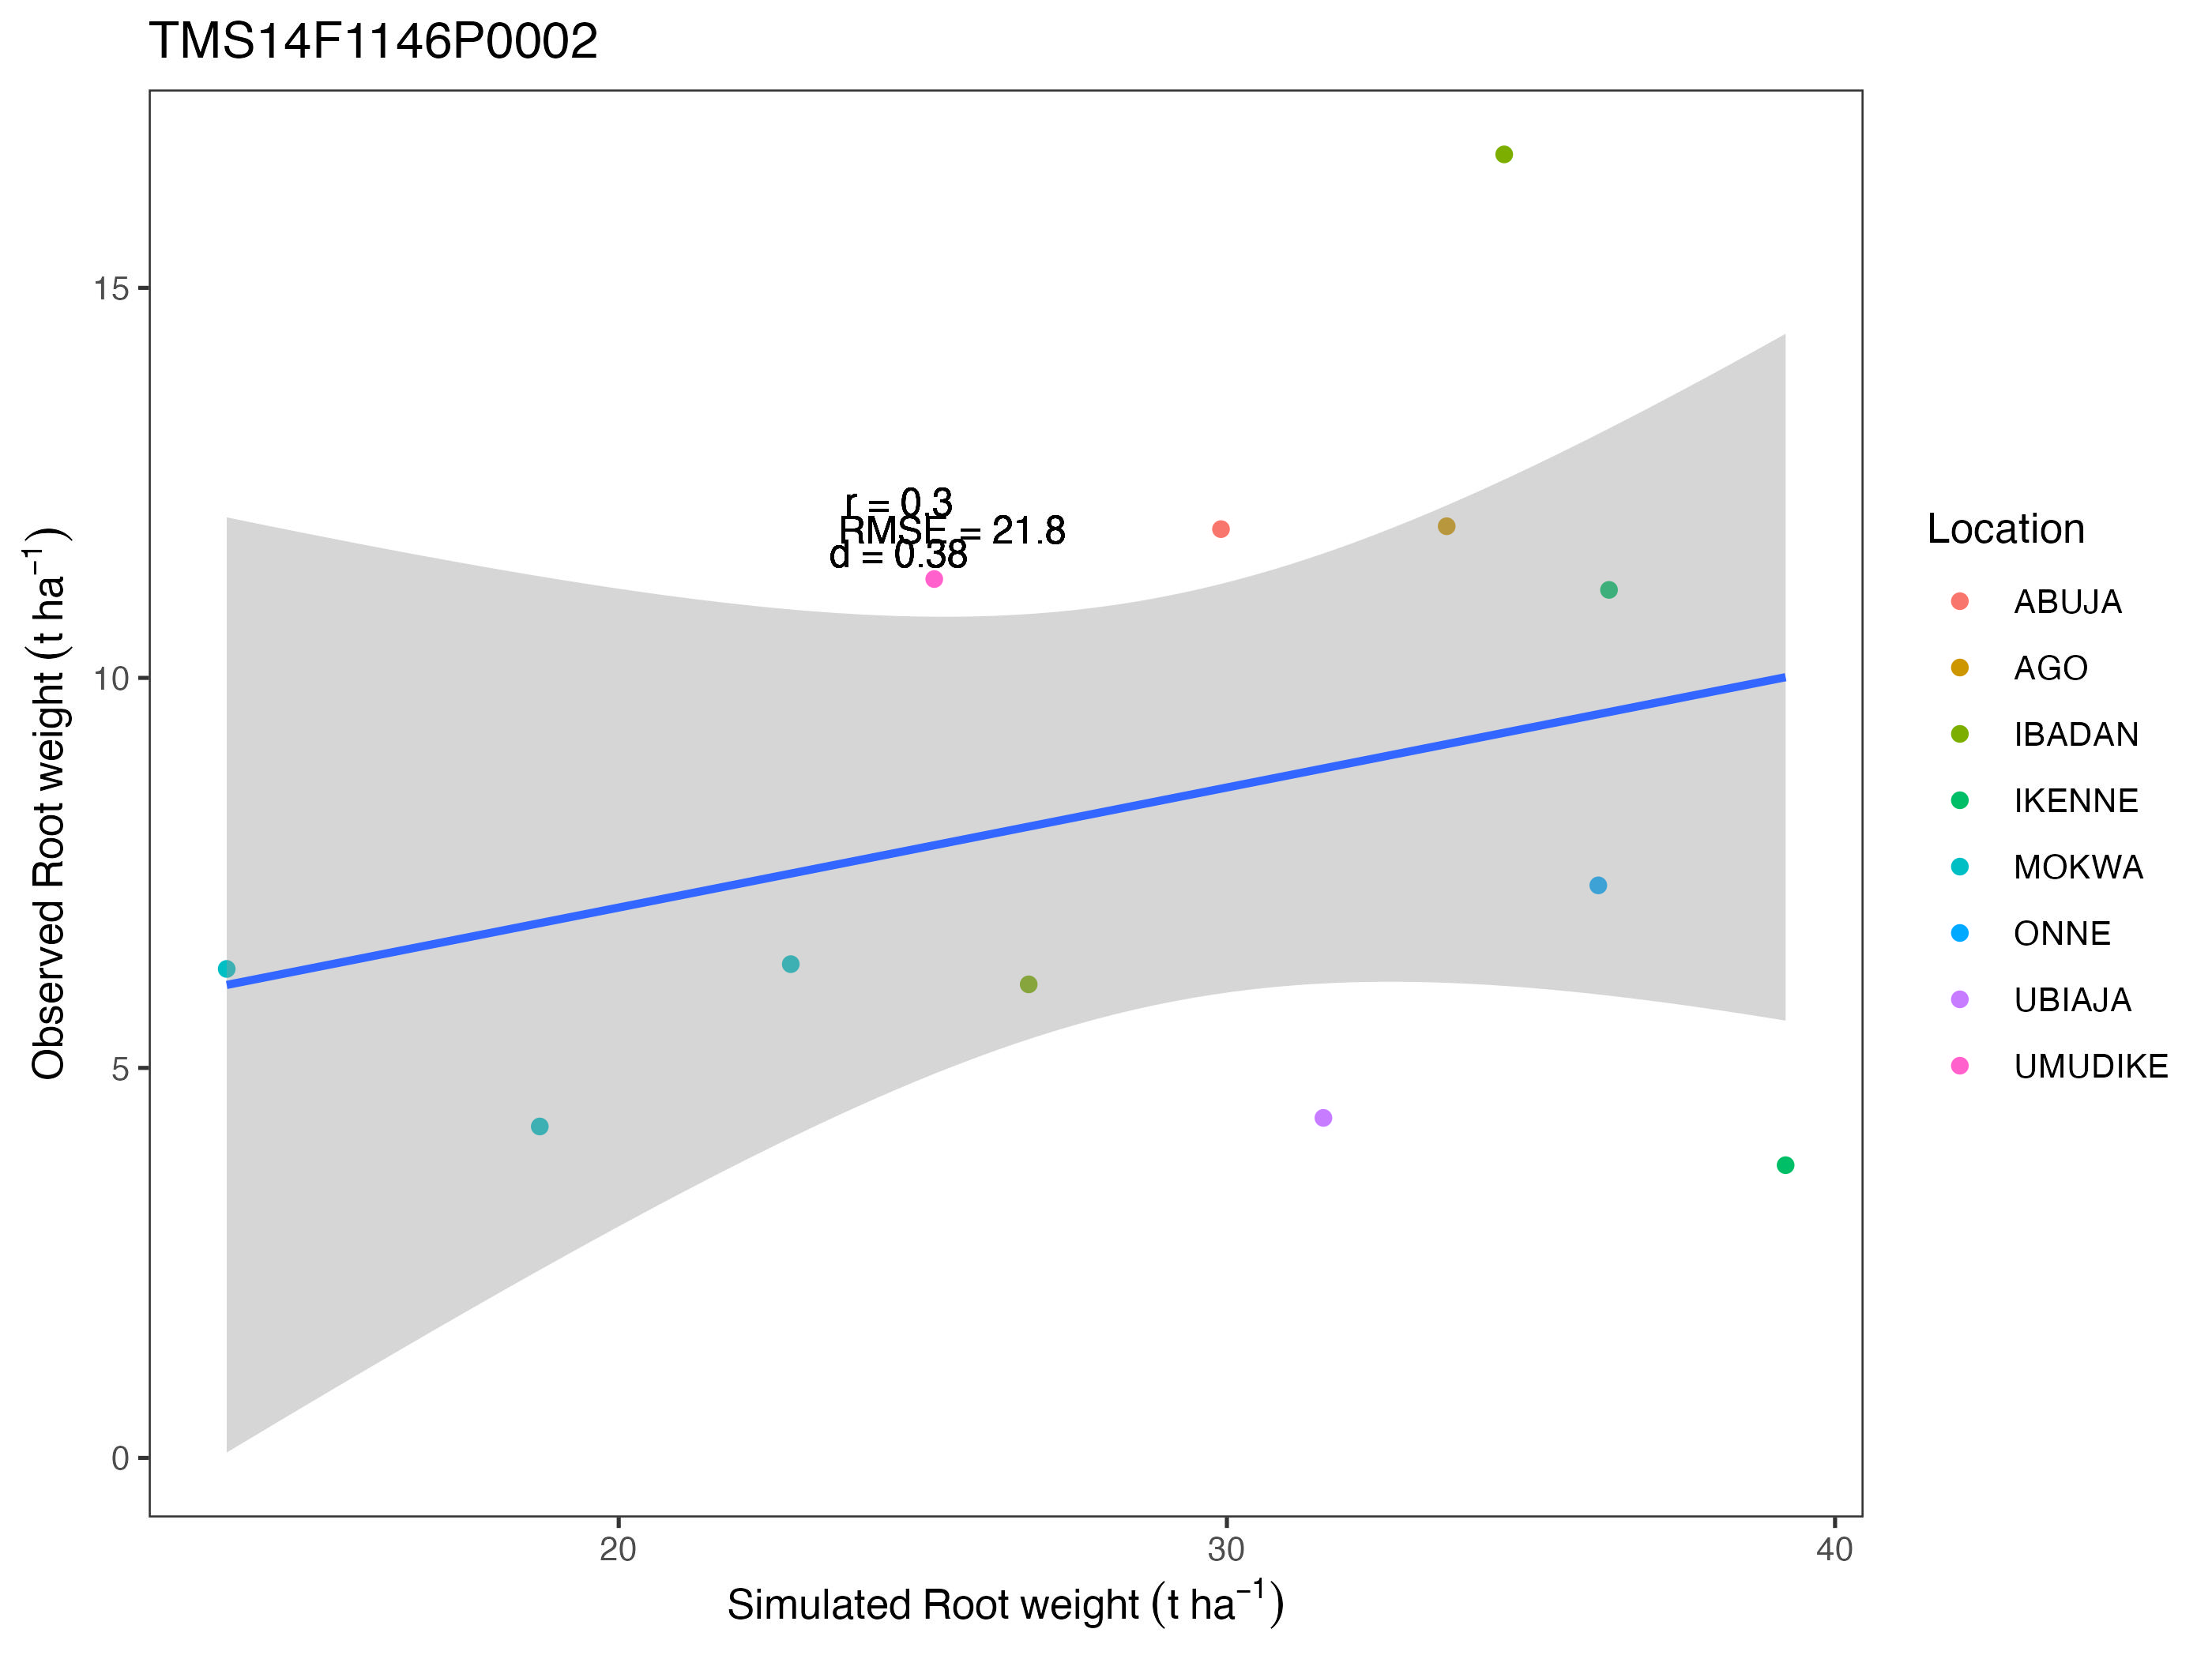 TMS14F1146P0002
r = 0.3
RMSE = 21.8
d = 0.38
15
10
5
0
Observed Root weight (t ha⁻¹)
20
30
40
Simulated Root weight (t ha⁻¹)
Location
ABUJA
AGO
IBADAN
IKENNE
MOKWA
ONNE
UBIAJA
UMUDIKE